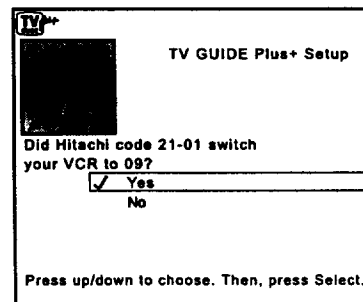 TV
TV GUIDE Plus+ Setup
Did Hitachi code 21-01 switch
your VCR to 09?
Yes
No
Press up/down to choose. Then, press Select.